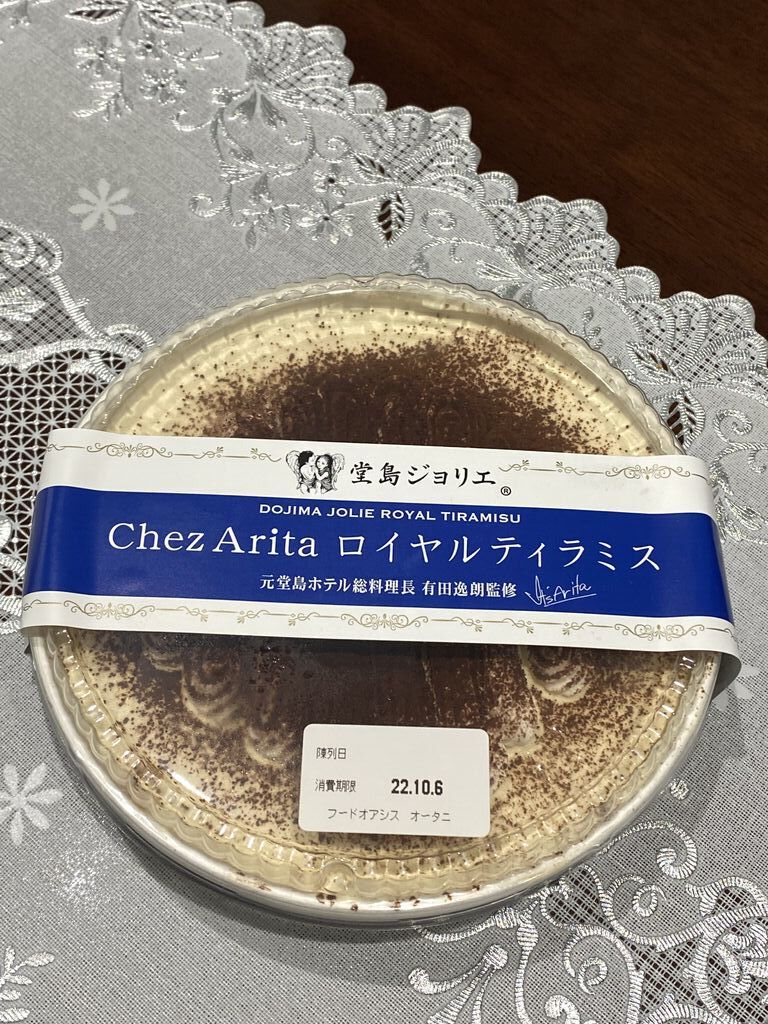 堂島ジョリエ®
DOJIMA JOLIE ROYAL TIRAMISU
Chez Arita ロイヤルティラミス
元堂島ホテル総料理長 有田逸朗監修
陳列日
消費期限 22.10.6
フードオアシス オータニ